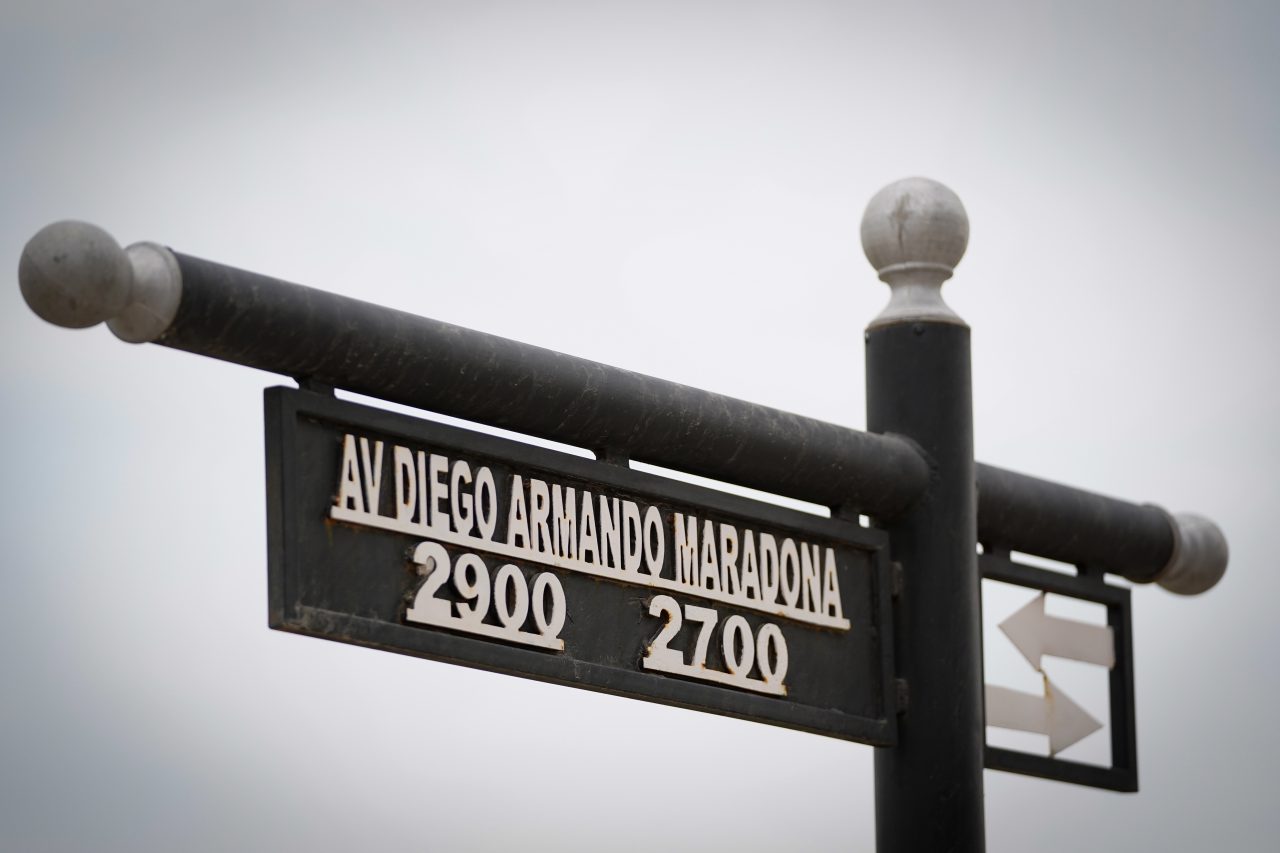 AV DIEGO ARMANDO MARADONA
2900 2700